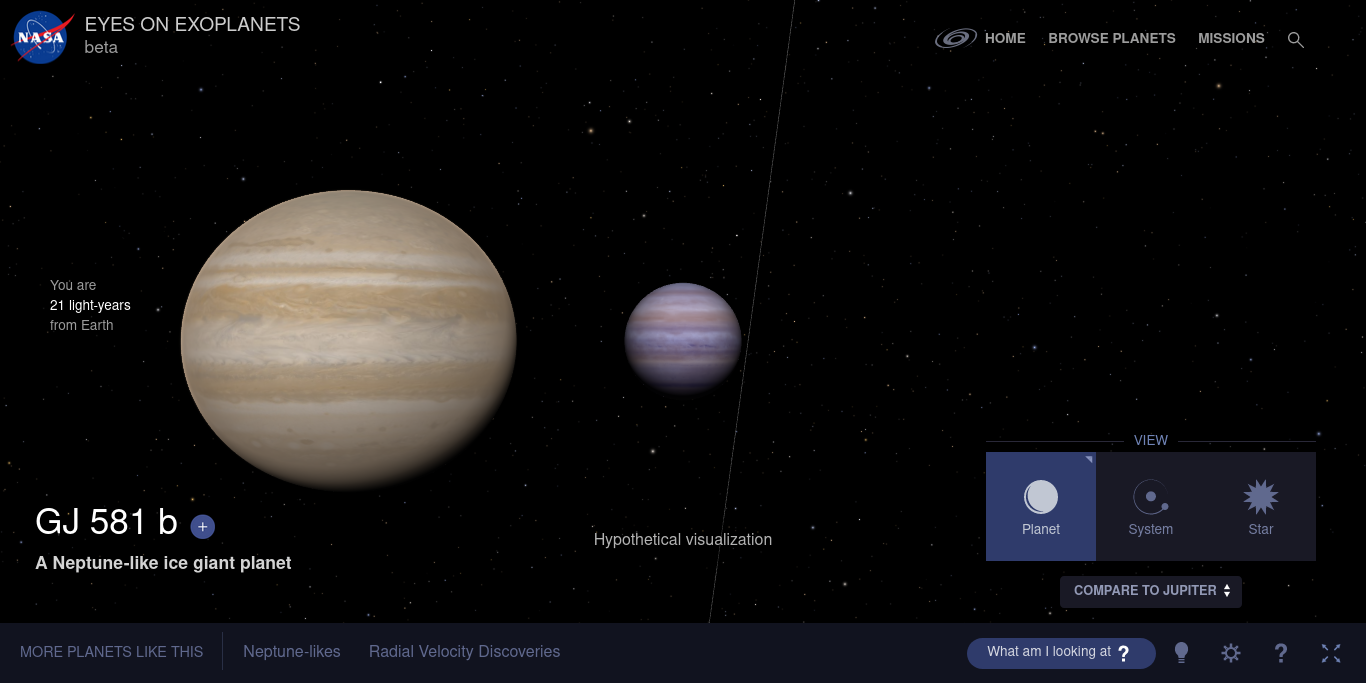 NASA
EYES ON EXOPLANETS
beta
HOME
BROWSE PLANETS
MISSIONS
You are
21 light-years
from Earth
VIEW
Planet
System
Star
GJ 581 b +
A Neptune-like ice giant planet
Hypothetical visualization
COMPARE TO JUPITER
MORE PLANETS LIKE THIS
Neptune-likes
Radial Velocity Discoveries
What am I looking at ?
?